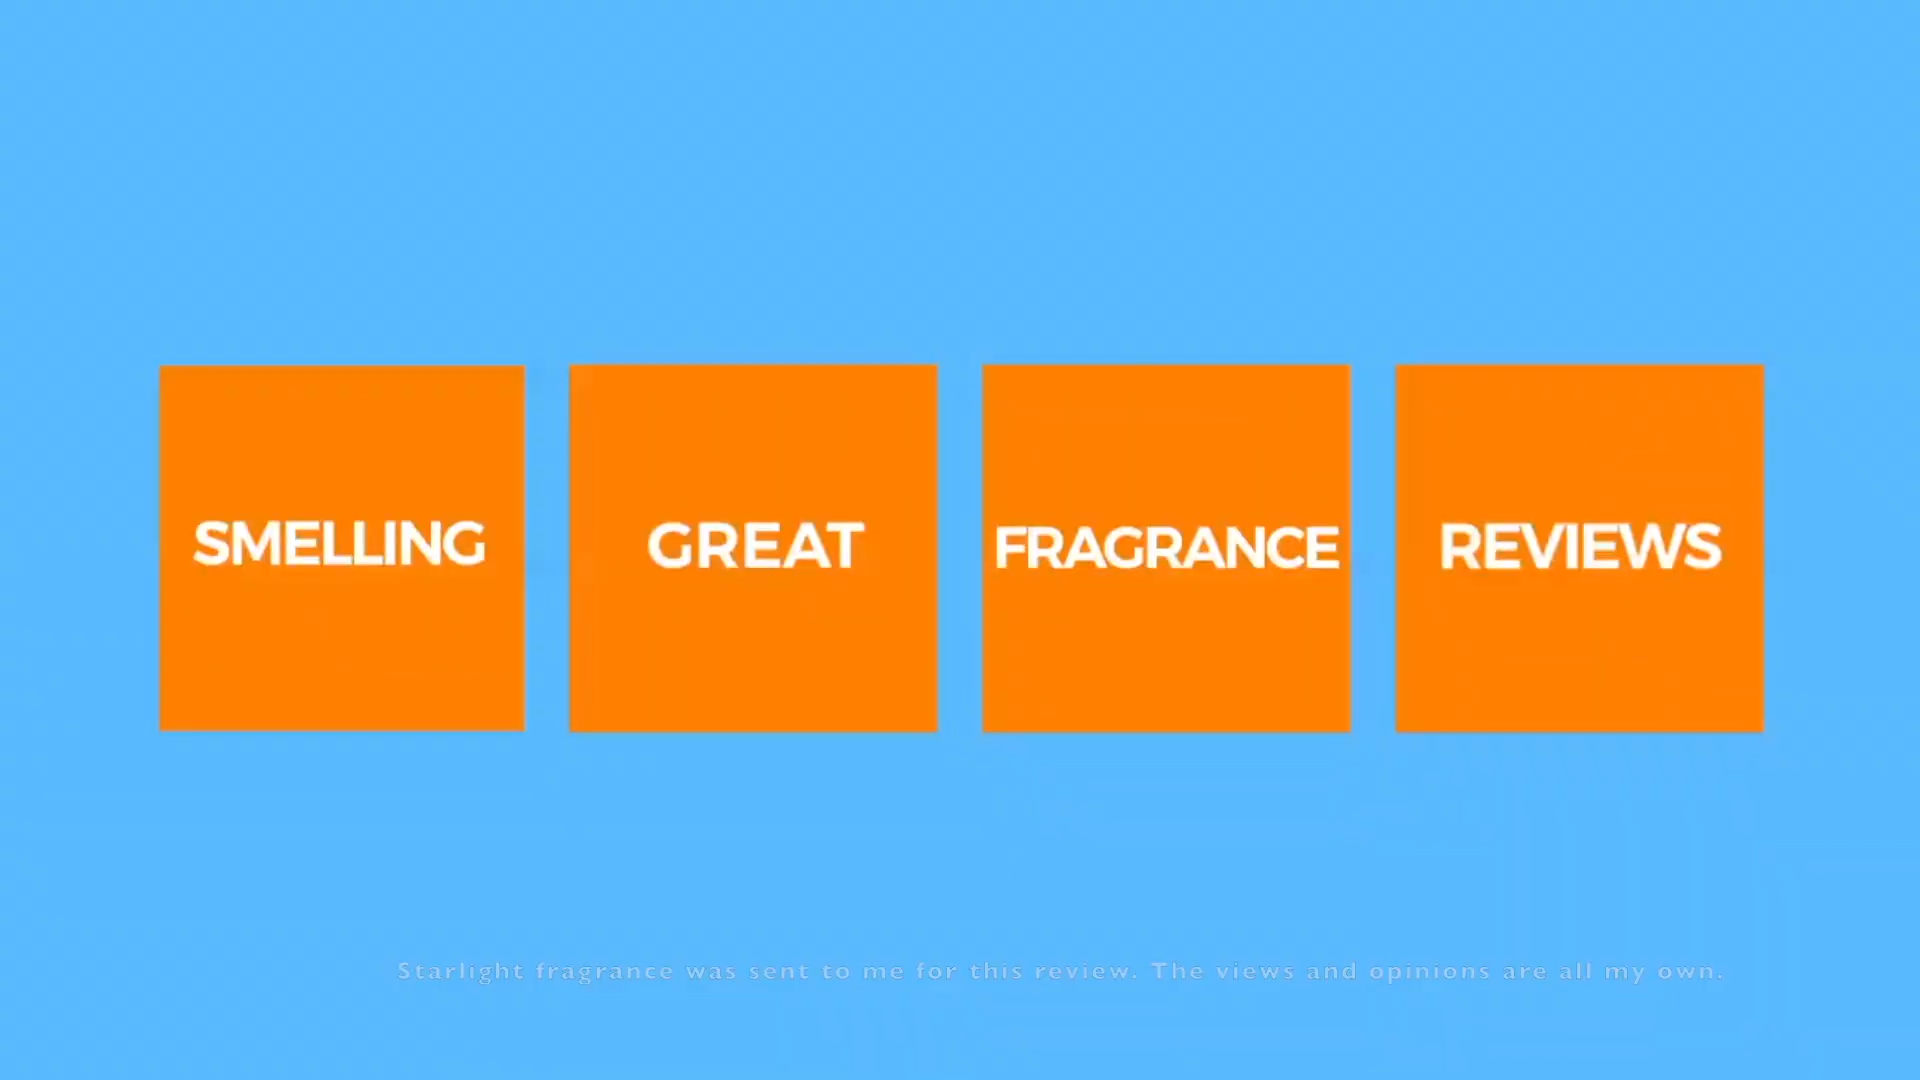 SMELLING GREAT FRAGRANCE REVIEWS
Starlight fragrance was sent to me for this review. The views and opinions are all my own.